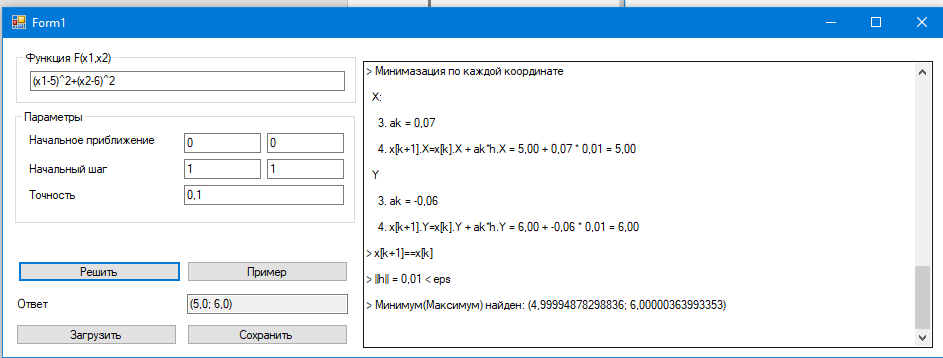 Form1
Функция F(x1,x2)
(x1-5)^2+(x2-6)^2
Параметры
Начальное приближение 0 0
Начальный шаг 1 1
Точность 0,1
Решить Пример
Ответ (5,0; 6,0)
Загрузить Сохранить
> Минимазация по каждой координате
X:
3. ak = 0,07
4. x[k+1].X=x[k].X + ak*h.X = 5,00 + 0,07 * 0,01 = 5,00
Y
3. ak = -0,06
4. x[k+1].Y=x[k].Y + ak*h.Y = 6,00 + -0,06 * 0,01 = 6,00
> x[k+1]==x[k]
> ||h|| = 0,01 < eps
> Минимум(Максимум) найден: (4,99994878298836; 6,00000363993353)